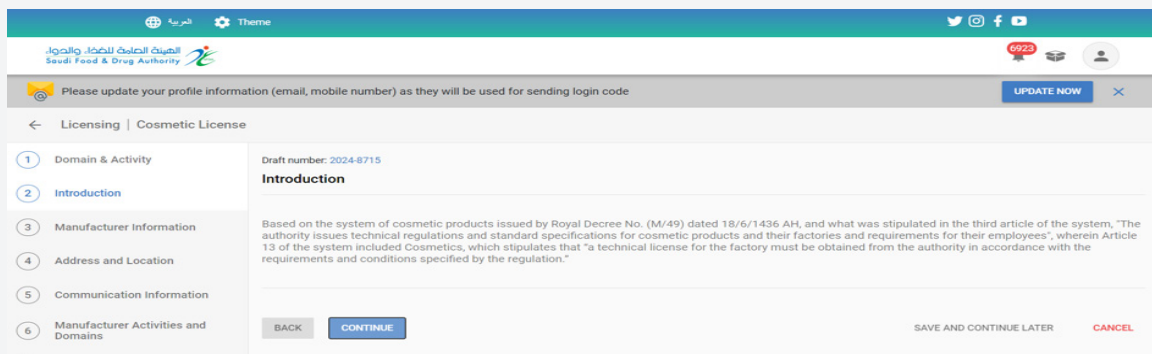 العربية
Theme
الهيئة العامة للغذاء والدواء
Saudi Food & Drug Authority
6923
Please update your profile information (email, mobile number) as they will be used for sending login code
UPDATE NOW
Licensing | Cosmetic License
1 Domain & Activity
2 Introduction
3 Manufacturer Information
4 Address and Location
5 Communication Information
6 Manufacturer Activities and
Domains
Draft number: 2024-8715
Introduction
Based on the system of cosmetic products issued by Royal Decree No. (M/49) dated 18/6/1436 AH, and what was stipulated in the third article of the system, "The
authority issues technical regulations and standard specifications for cosmetic products and their factories and requirements for their employees", wherein Article
13 of the system included Cosmetics, which stipulates that "a technical license for the factory must be obtained from the authority in accordance with the
requirements and conditions specified by the regulation."
BACK
CONTINUE
SAVE AND CONTINUE LATER
CANCEL